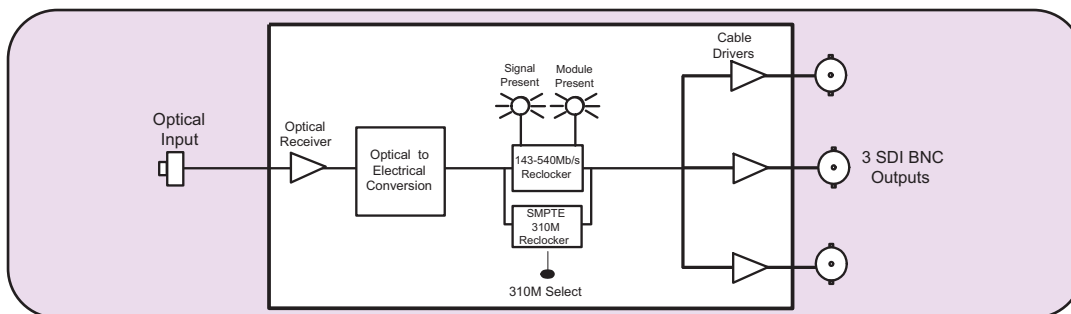 Optical
Input
Optical
Receiver
Optical to
Electrical
Conversion
Signal
Present
Module
Present
143-540Mb/s
Reclocker
SMPTE
310M
Reclocker
310M Select
Cable
Drivers
3 SDI BNC
Outputs